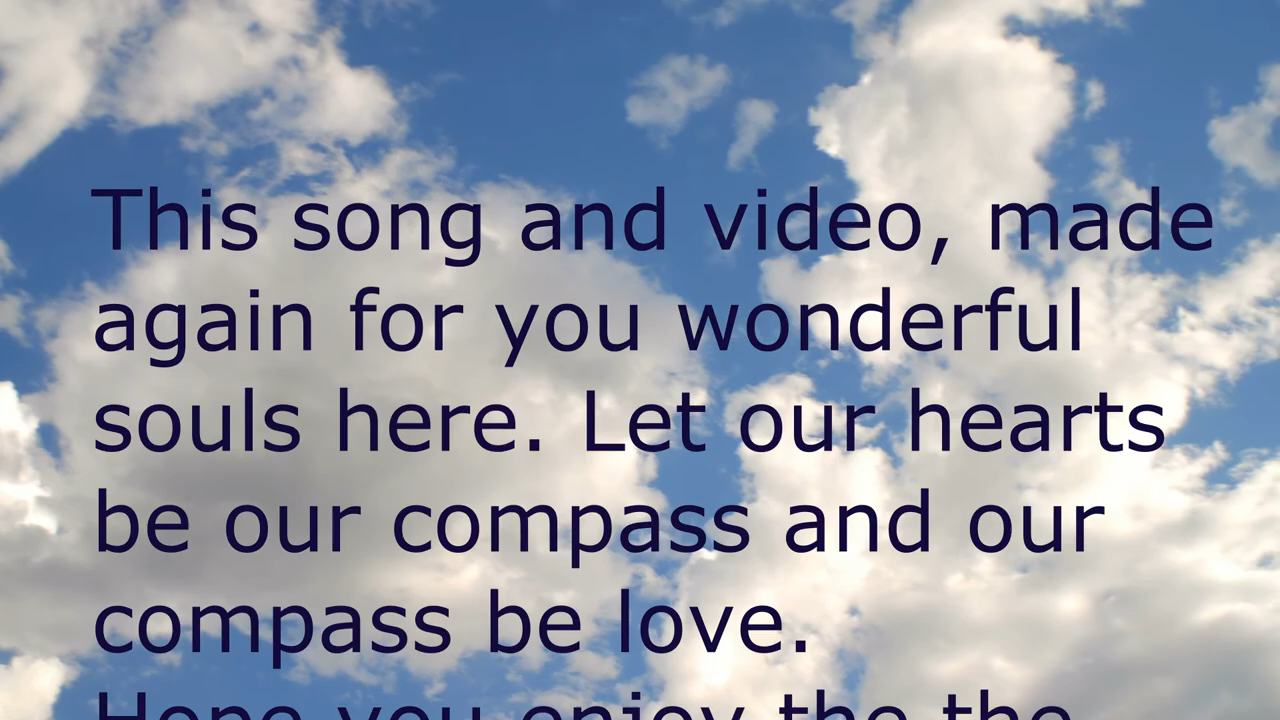 This song and video, made
again for you wonderful
souls here. Let our hearts
be our compass and our
compass be love.
Hope you enjoy the the